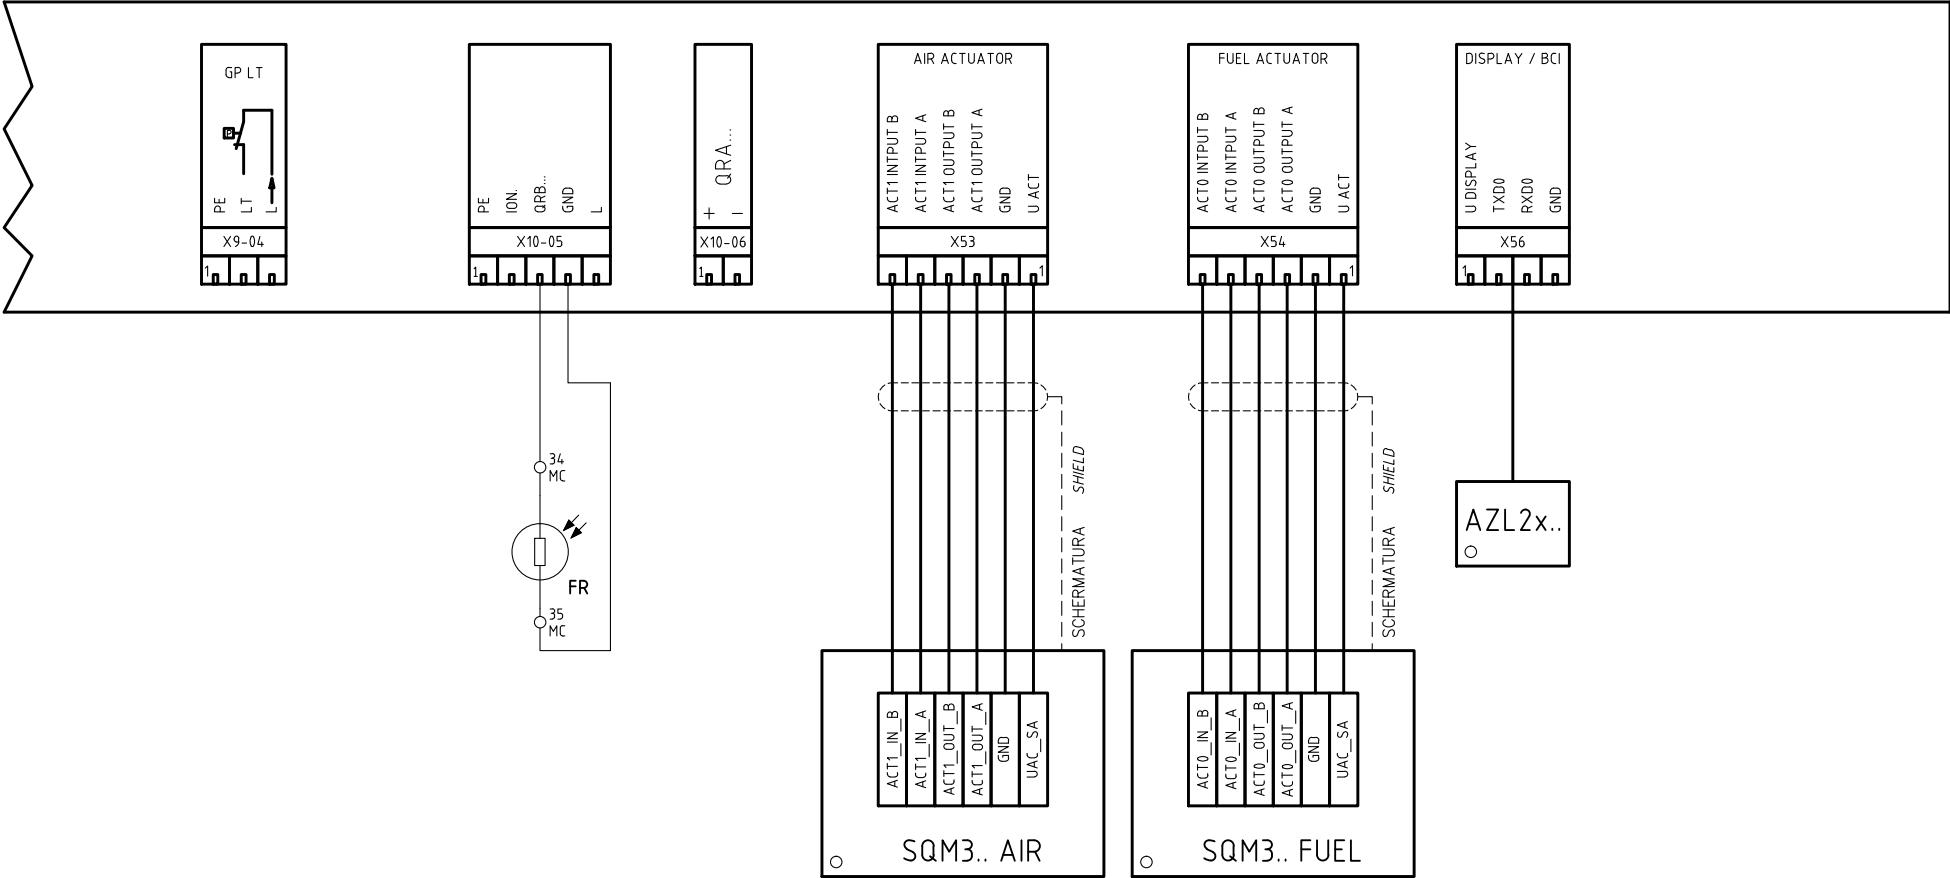 GP LT
P
PE
LT
L
X9-04
1
PE
ION.
QRB...
GND
L
X10-05
1
QRA...
+
−
X10-06
1
AIR ACTUATOR
ACT1 INTPUT B
ACT1 INTPUT A
ACT1 OUTPUT B
ACT1 OUTPUT A
GND
U ACT
X53
1
FUEL ACTUATOR
ACT0 INTPUT B
ACT0 INTPUT A
ACT0 OUTPUT B
ACT0 OUTPUT A
GND
U ACT
X54
1
DISPLAY / BCI
U DISPLAY
TXD0
RXD0
GND
X56
1
34
MC
FR
35
MC
SCHERMATURA SHIELD
SCHERMATURA SHIELD
AZL2x..
ACT1_IN_B
ACT1_IN_A
ACT1_OUT_B
ACT1_OUT_A
GND
UAC_SA
SQM3.. AIR
ACT0_IN_B
ACT0_IN_A
ACT0_OUT_B
ACT0_OUT_A
GND
UAC_SA
SQM3.. FUEL